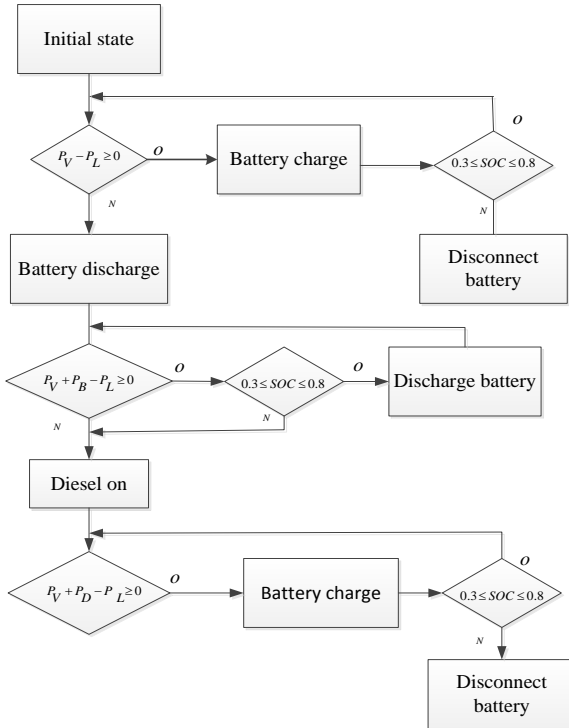 Initial state
O
P_V − P_L ≥ 0
O
Battery charge
0.3 ≤ SOC ≤ 0.8
N
N
Battery discharge
Disconnect
battery
P_V + P_B − P_L ≥ 0
O
0.3 ≤ SOC ≤ 0.8
O
Discharge battery
N
N
Diesel on
O
P_V + P_D − P_L ≥ 0
O
Battery charge
0.3 ≤ SOC ≤ 0.8
N
Disconnect
battery